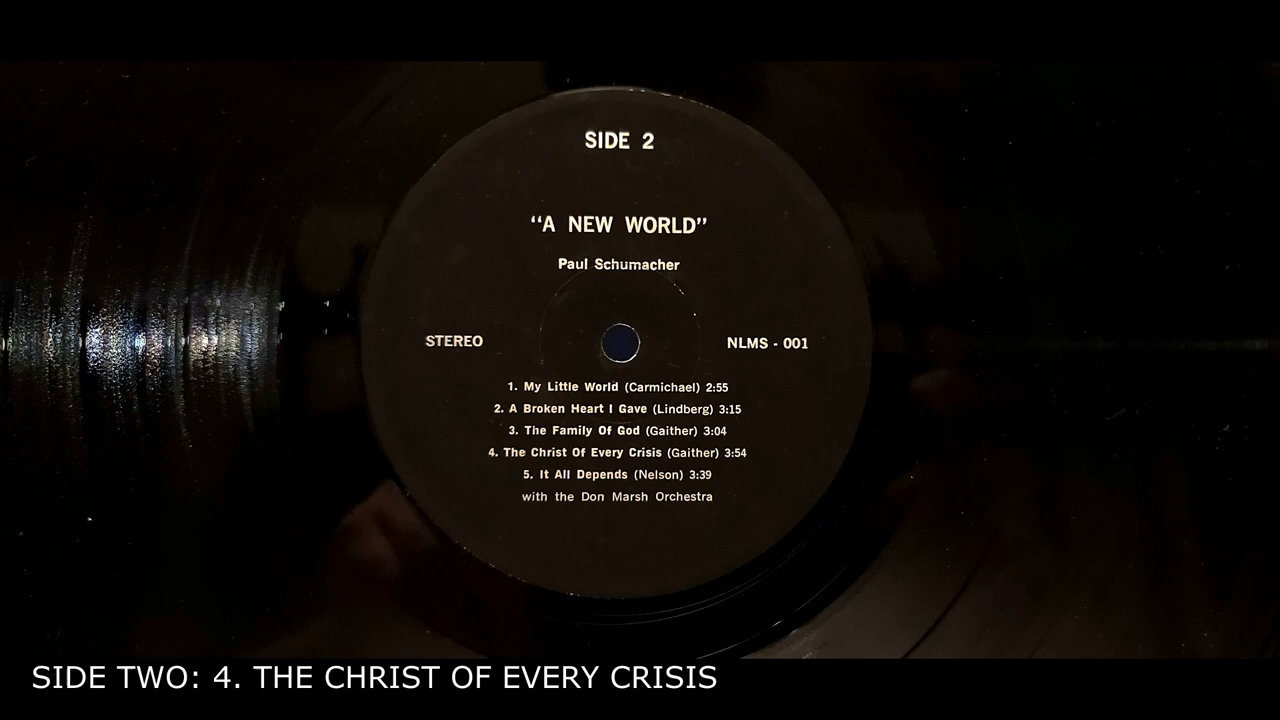 SIDE 2
“A NEW WORLD”
Paul Schumacher
STEREO
NLMS - 001
1. My Little World (Carmichael) 2:55
2. A Broken Heart I Gave (Lindberg) 3:15
3. The Family Of God (Gaither) 3:04
4. The Christ Of Every Crisis (Gaither) 3:54
5. It All Depends (Nelson) 3:39
with the Don Marsh Orchestra
SIDE TWO: 4. THE CHRIST OF EVERY CRISIS